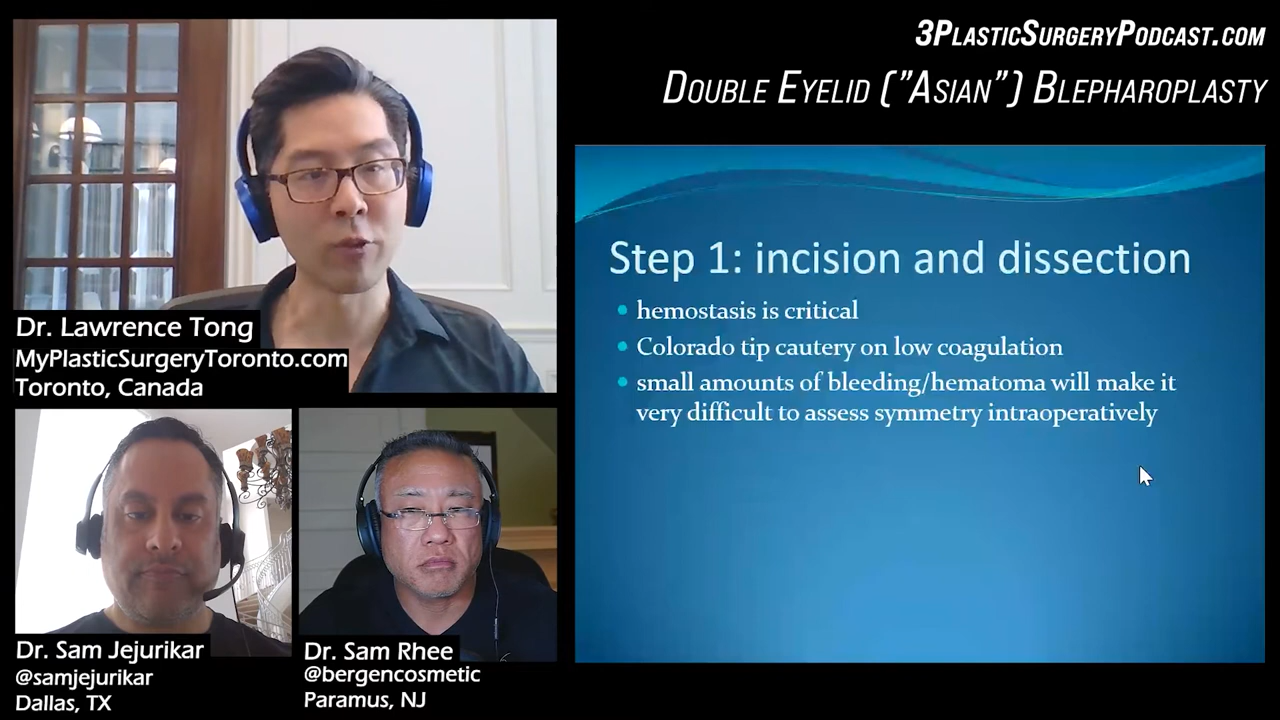 3PlasticSurgeryPodcast.com
Double Eyelid ("Asian") Blepharoplasty
Dr. Lawrence Tong
MyPlasticSurgeryToronto.com
Toronto, Canada
Dr. Sam Jejurikar
@samjejurikar
Dallas, TX
Dr. Sam Rhee
@bergencosmetic
Paramus, NJ
Step 1: incision and dissection
hemostasis is critical
Colorado tip cautery on low coagulation
small amounts of bleeding/hematoma will make it
very difficult to assess symmetry intraoperatively